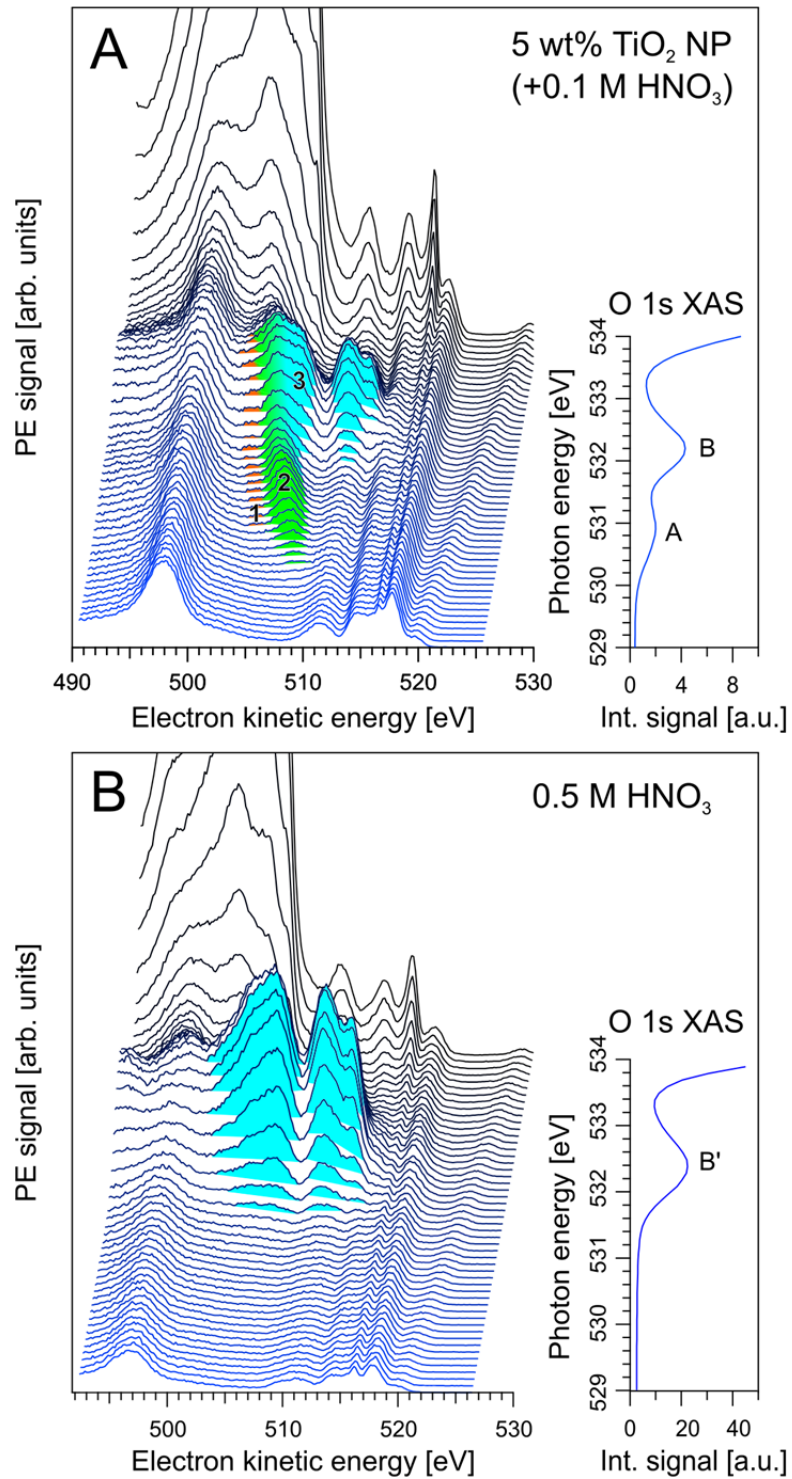 A
5 wt% TiO₂ NP
(+0.1 M HNO₃)
PE signal [arb. units]
1
2
3
490 500 510 520 530
Electron kinetic energy [eV]
O 1s XAS
Photon energy [eV]
534
533
532
531
530
529
B
A
0 4 8
Int. signal [a.u.]
B
0.5 M HNO₃
PE signal [arb. units]
500 510 520 530
Electron kinetic energy [eV]
O 1s XAS
Photon energy [eV]
534
533
532
531
530
529
B'
0 20 40
Int. signal [a.u.]